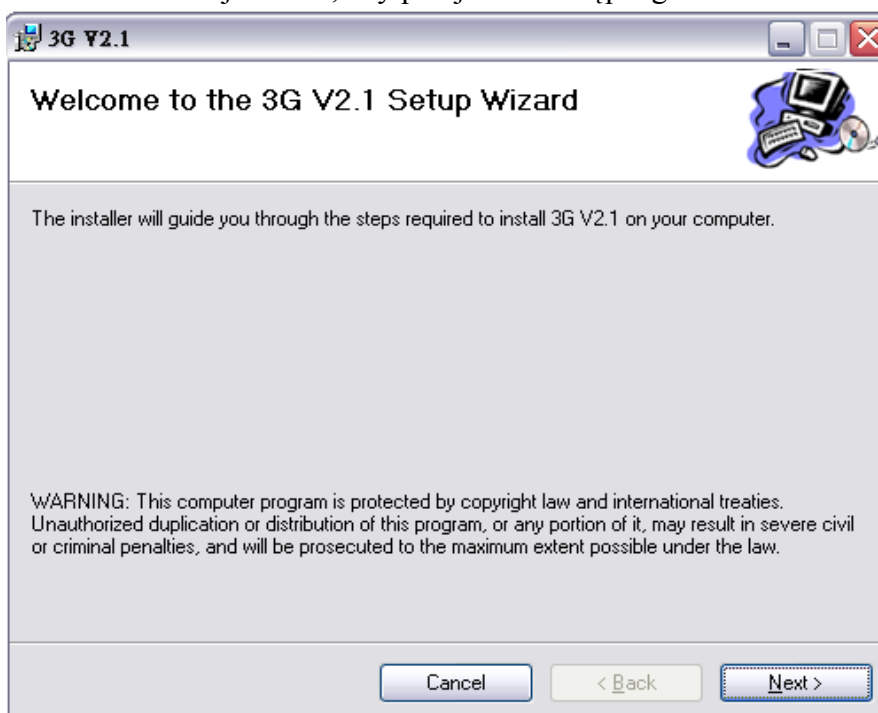 3G V2.1
Welcome to the 3G V2.1 Setup Wizard
The installer will guide you through the steps required to install 3G V2.1 on your computer.
WARNING: This computer program is protected by copyright law and international treaties.
Unauthorized duplication or distribution of this program, or any portion of it, may result in severe civil
or criminal penalties, and will be prosecuted to the maximum extent possible under the law.
Cancel < Back Next >